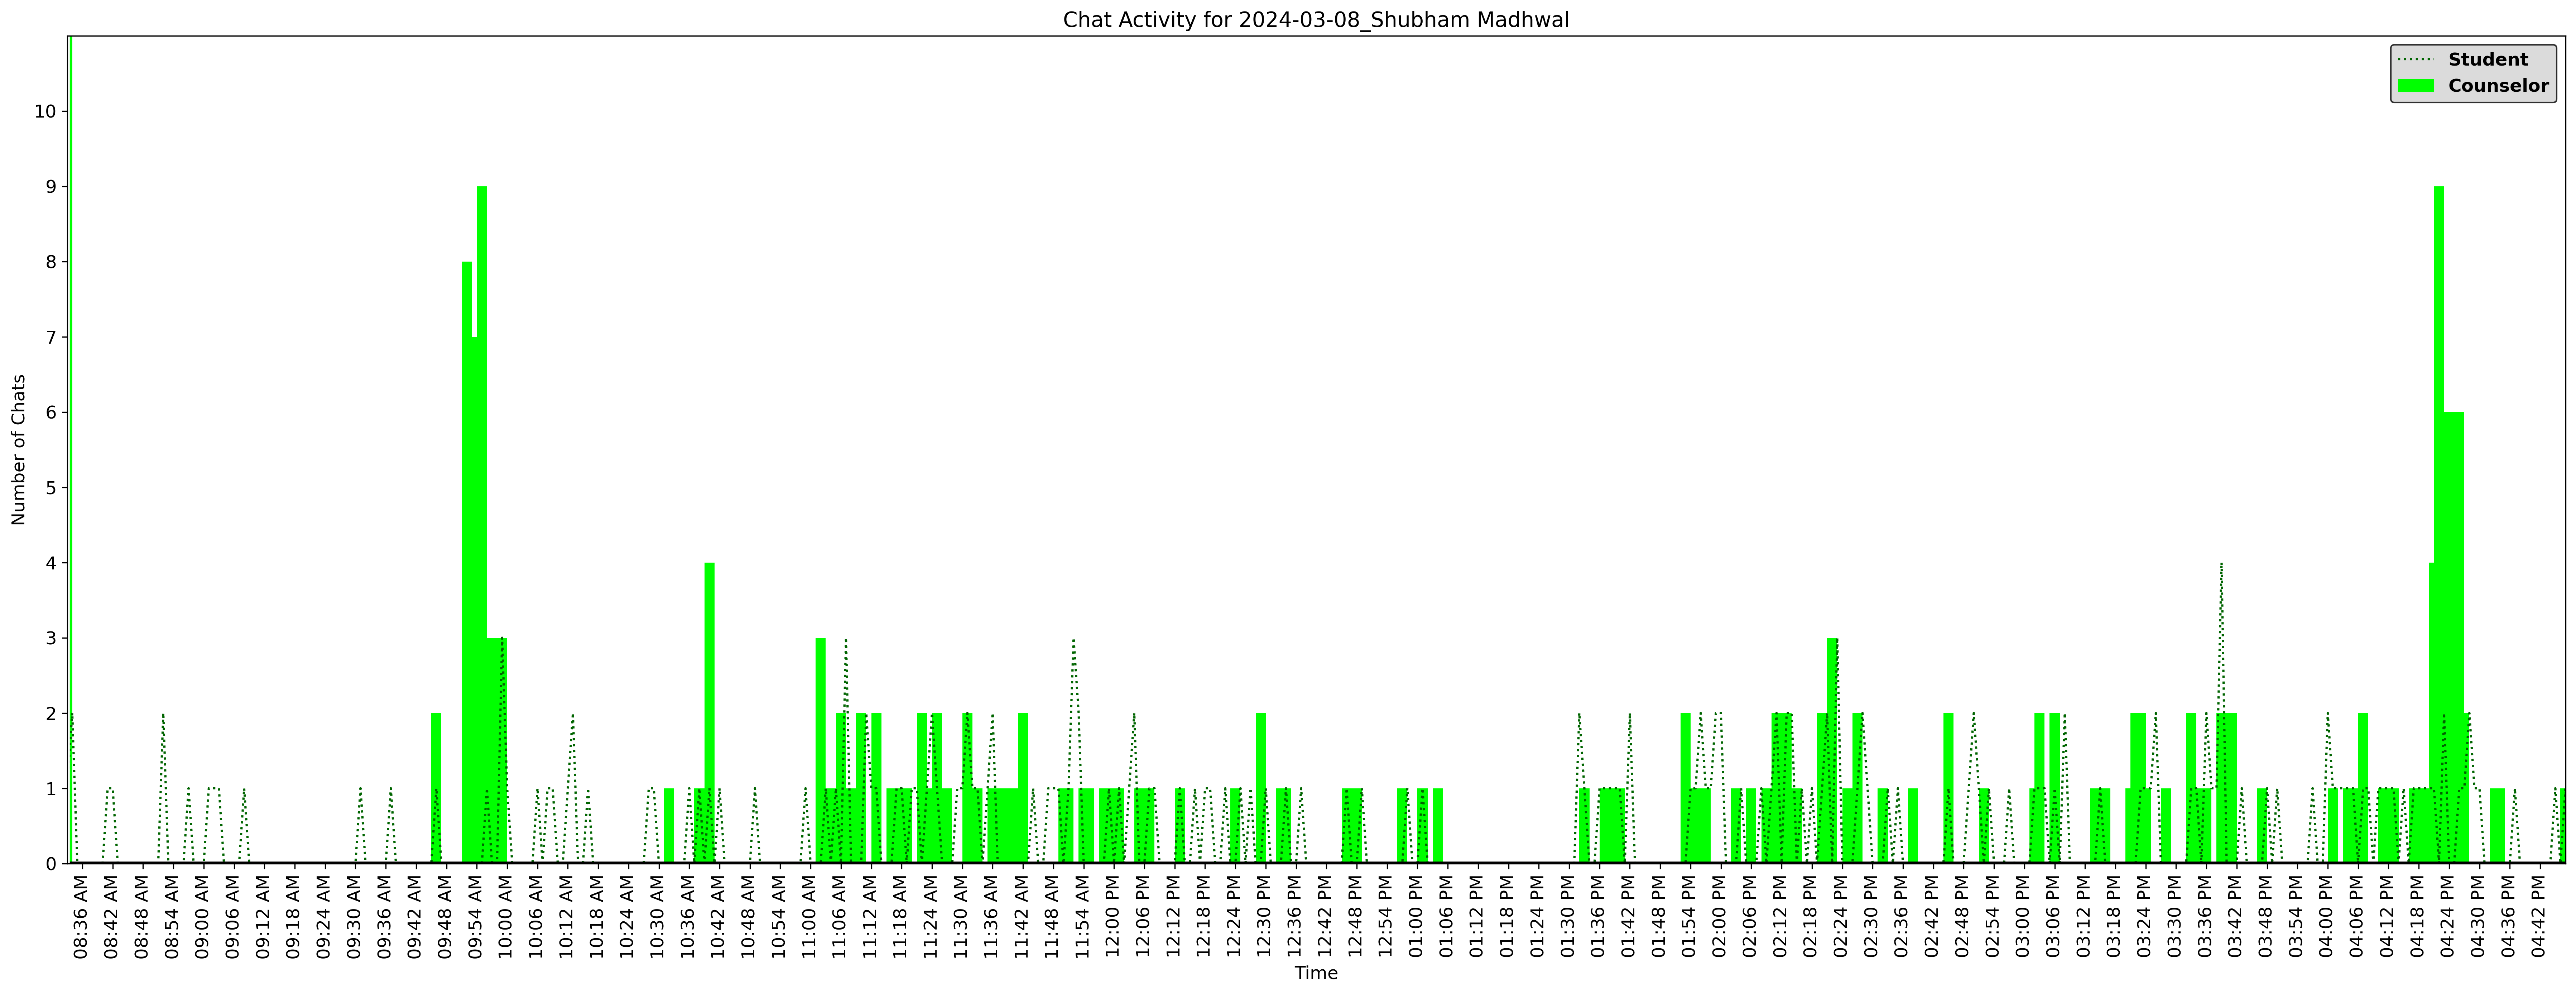 Chat Activity for 2024-03-08_Shubham Madhwal
Student
Counselor
Number of Chats
10
9
8
7
6
5
4
3
2
1
0
08:36 AM
08:42 AM
08:48 AM
08:54 AM
09:00 AM
09:06 AM
09:12 AM
09:18 AM
09:24 AM
09:30 AM
09:36 AM
09:42 AM
09:48 AM
09:54 AM
10:00 AM
10:06 AM
10:12 AM
10:18 AM
10:24 AM
10:30 AM
10:36 AM
10:42 AM
10:48 AM
10:54 AM
11:00 AM
11:06 AM
11:12 AM
11:18 AM
11:24 AM
11:30 AM
11:36 AM
11:42 AM
11:48 AM
11:54 AM
12:00 PM
12:06 PM
12:12 PM
12:18 PM
12:24 PM
12:30 PM
12:36 PM
12:42 PM
12:48 PM
12:54 PM
01:00 PM
01:06 PM
01:12 PM
01:18 PM
01:24 PM
01:30 PM
01:36 PM
01:42 PM
01:48 PM
01:54 PM
02:00 PM
02:06 PM
02:12 PM
02:18 PM
02:24 PM
02:30 PM
02:36 PM
02:42 PM
02:48 PM
02:54 PM
03:00 PM
03:06 PM
03:12 PM
03:18 PM
03:24 PM
03:30 PM
03:36 PM
03:42 PM
03:48 PM
03:54 PM
04:00 PM
04:06 PM
04:12 PM
04:18 PM
04:24 PM
04:30 PM
04:36 PM
04:42 PM
Time